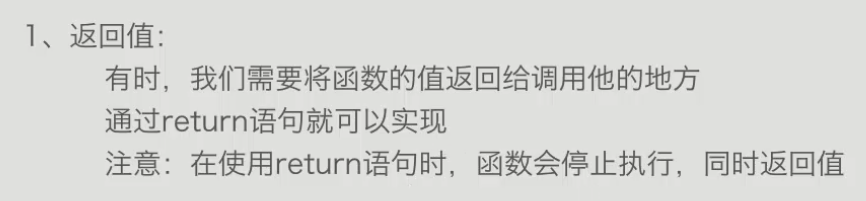 1、返回值：
有时，我们需要将函数的值返回给调用他的地方
通过return语句就可以实现
注意：在使用return语句时，函数会停止执行，同时返回值